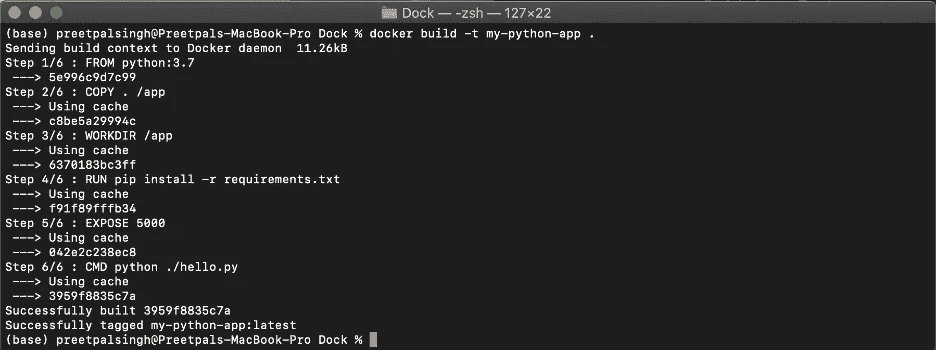 Dock — -zsh — 127×22
(base) preetpalsingh@Preetpals-MacBook-Pro Dock % docker build -t my-python-app .
Sending build context to Docker daemon  11.26kB
Step 1/6 : FROM python:3.7
 ---> 5e996c9d7c99
Step 2/6 : COPY . /app
 ---> Using cache
 ---> c8be5a29994c
Step 3/6 : WORKDIR /app
 ---> Using cache
 ---> 6370183bc3ff
Step 4/6 : RUN pip install -r requirements.txt
 ---> Using cache
 ---> f91f89fffb34
Step 5/6 : EXPOSE 5000
 ---> Using cache
 ---> 042e2c238ec8
Step 6/6 : CMD python ./hello.py
 ---> Using cache
 ---> 3959f8835c7a
Successfully built 3959f8835c7a
Successfully tagged my-python-app:latest
(base) preetpalsingh@Preetpals-MacBook-Pro Dock %